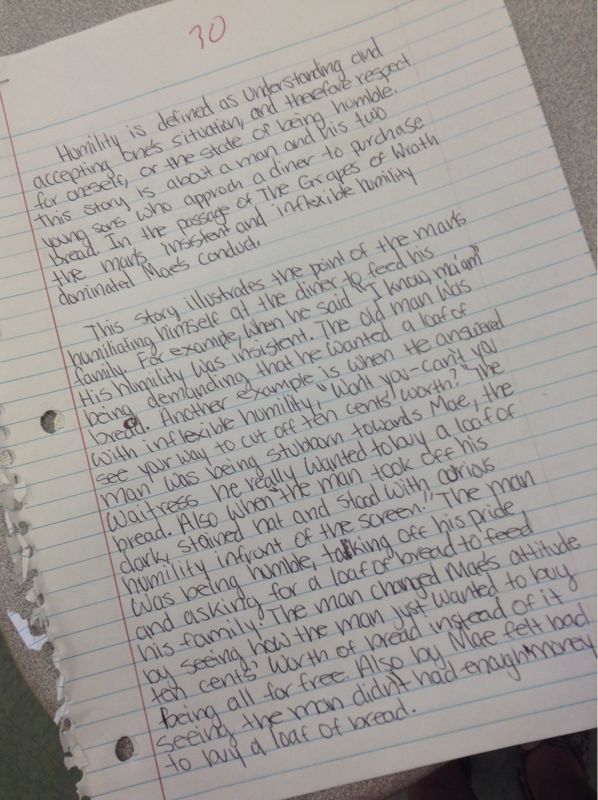 30
Humility is defined as understanding and
accepting one's situation, and therefore respect
for oneself, or the state of being humble.
This story is about a man and his two
young sons who approch a diner to purchase
bread. In the passage of The Grapes of Wrath
the man's insistent and inflexible humility
dominated Mae's conduct.
This story illustrates the point of the man's
humiliating himself at the diner to feed his
family. For example, when he said "I know, ma'am"
His humility was insistent. The old man was
being demanding that he wanted a loaf of
bread. Another example is when He answered
with inflexible humility, "Won't you-can't you
see your way to cut off ten cents' worth?" The
man was being stubborn towards Mae, the
waitress he really wanted to buy a loaf of
bread. Also when "the man took off his
dark, stained hat and stood with curious
humility infront of the screen." The man
was being humble, taking off his pride,
and asking for a loaf of bread to feed
his family. The man changed Mae's attitude
by seeing how the man just wanted to buy
ten cents' worth of bread instead of it
being all for free. Also by Mae felt bad
seeing the man didn't had enough money
to buy a loaf of bread.